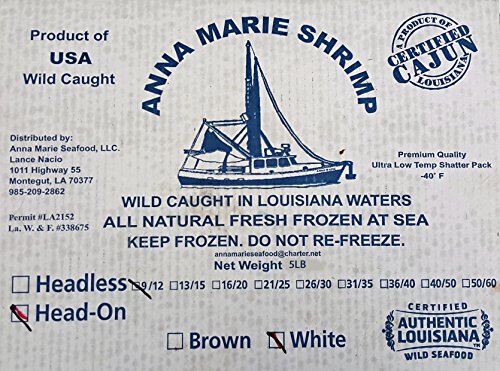 Product of
USA
Wild Caught
ANNA MARIE SHRIMP
A PRODUCT OF
CERTIFIED
CAJUN
LOUISIANA
Distributed by:
Anna Marie Seafood, LLC.
Lance Nacio
1011 Highway 55
Montegut, LA 70377
985-209-2862
Permit #LA2152
La. W. & F. #338675
Premium Quality
Ultra Low Temp Shatter Pack
-40° F
WILD CAUGHT IN LOUISIANA WATERS
ALL NATURAL FRESH FROZEN AT SEA
KEEP FROZEN. DO NOT RE-FREEZE.
annamarieseafood@charter.net
Net Weight 5LB
Headless 9/12 13/15 16/20 21/25 26/30 31/35 36/40 40/50 50/60
Head-On
Brown White
CERTIFIED
AUTHENTIC
LOUISIANA™
WILD SEAFOOD